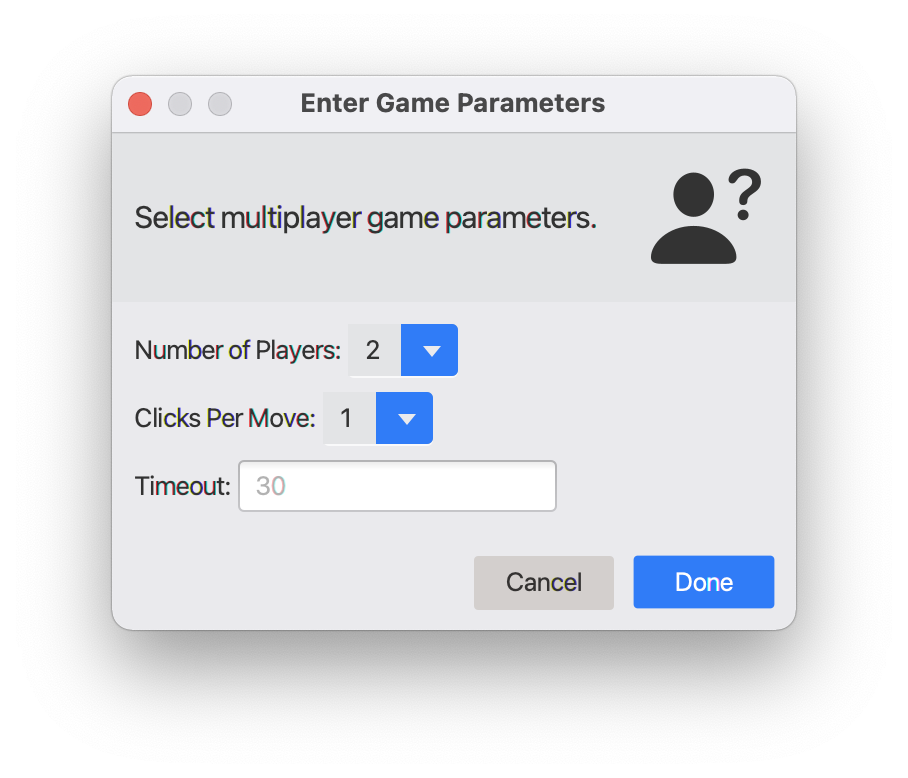 Enter Game Parameters
Select multiplayer game parameters.
?
Number of Players: 2
Clicks Per Move: 1
Timeout: 30
Cancel Done